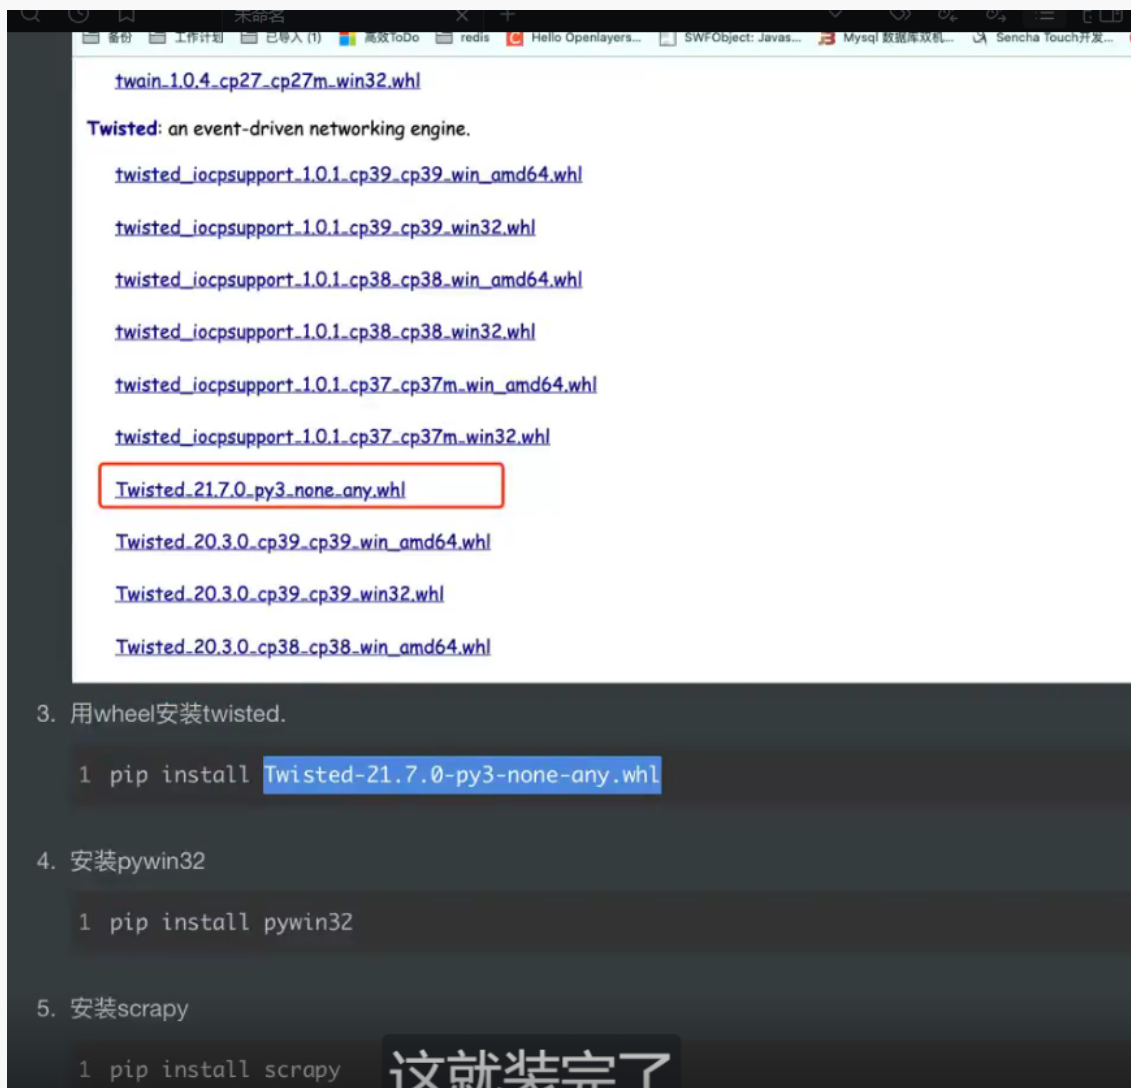 未命名
备份 工作计划 已导入 (1) 高效ToDo redis Hello Openlayers... SWFObject: Javas... Mysql 数据库双机... Sencha Touch开发...
twain‑1.0.4‑cp27‑cp27m‑win32.whl
Twisted: an event-driven networking engine.
twisted_iocpsupport‑1.0.1‑cp39‑cp39‑win_amd64.whl
twisted_iocpsupport‑1.0.1‑cp39‑cp39‑win32.whl
twisted_iocpsupport‑1.0.1‑cp38‑cp38‑win_amd64.whl
twisted_iocpsupport‑1.0.1‑cp38‑cp38‑win32.whl
twisted_iocpsupport‑1.0.1‑cp37‑cp37m‑win_amd64.whl
twisted_iocpsupport‑1.0.1‑cp37‑cp37m‑win32.whl
Twisted‑21.7.0‑py3‑none‑any.whl
Twisted‑20.3.0‑cp39‑cp39‑win_amd64.whl
Twisted‑20.3.0‑cp39‑cp39‑win32.whl
Twisted‑20.3.0‑cp38‑cp38‑win_amd64.whl
3. 用wheel安装twisted.
1 pip install Twisted-21.7.0-py3-none-any.whl
4. 安装pywin32
1 pip install pywin32
5. 安装scrapy
1 pip install scrapy
这就装完了